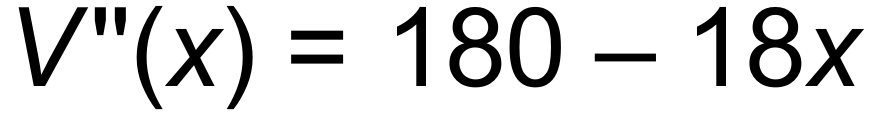 V"(x) = 180 – 18x